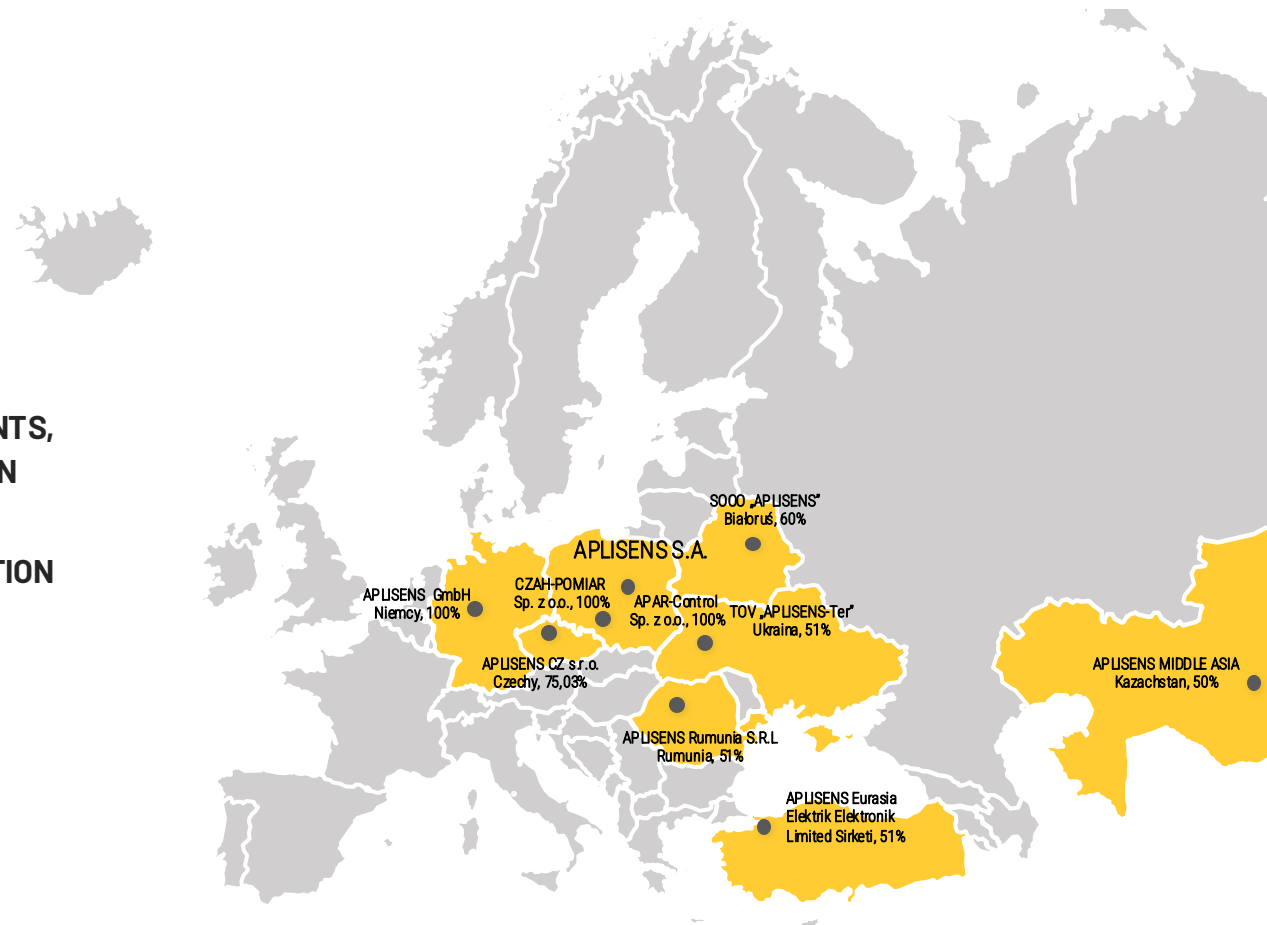 NTS,
N
TION
SOOO „APLISENS”
Białoruś, 60%
APLISENS S.A.
CZAH-POMIAR
Sp. z o.o., 100%
APLISENS GmbH
Niemcy, 100%
APAR-Control
Sp. z o.o., 100%
TOV „APLISENS-Ter”
Ukraina, 51%
APLISENS CZ s.r.o.
Czechy, 75,03%
APLISENS MIDDLE ASIA
Kazachstan, 50%
APLISENS Rumunia S.R.L
Rumunia, 51%
APLISENS Eurasia
Elektrik Elektronik
Limited Sirketi, 51%